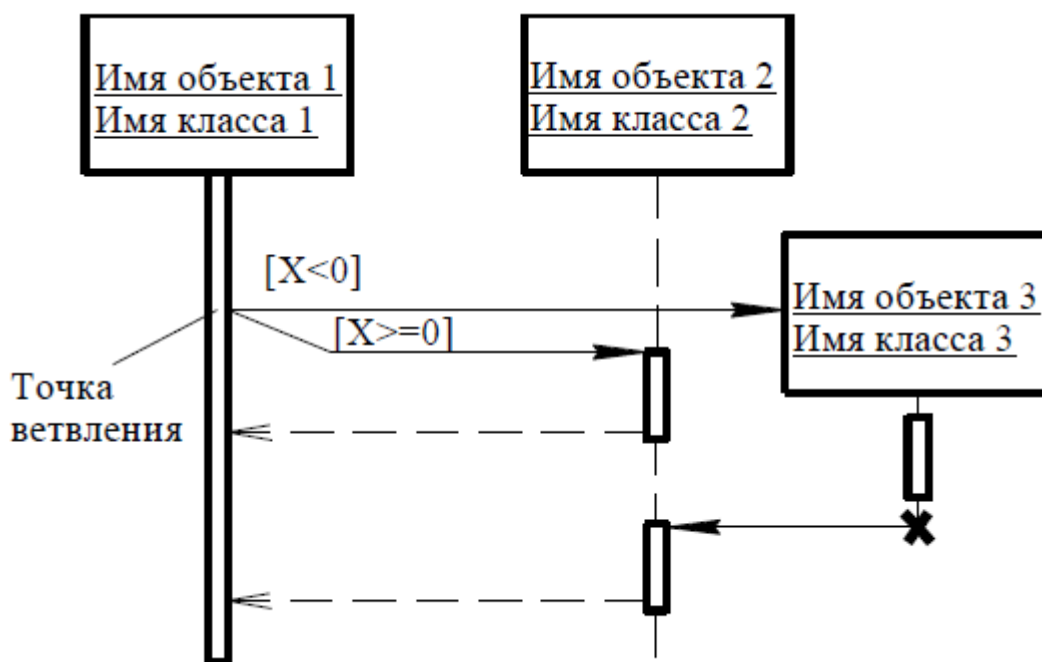 Имя объекта 1
Имя класса 1
Имя объекта 2
Имя класса 2
[X<0]
Имя объекта 3
Имя класса 3
[X>=0]
Точка
ветвления